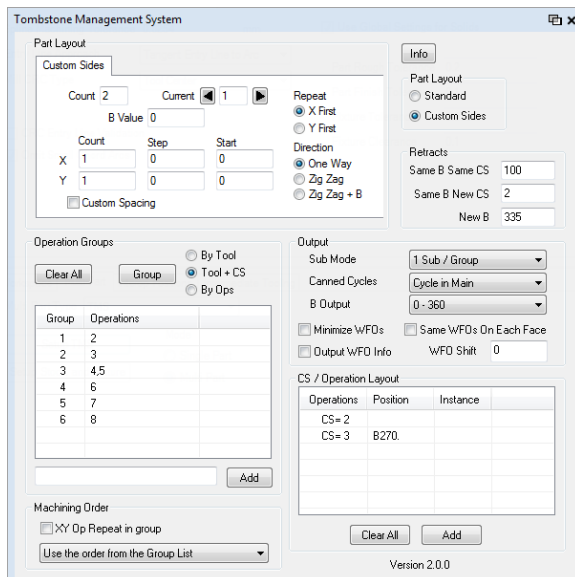 Tombstone Management System
Part Layout
Custom Sides
Count 2 Current 1
B Value 0
Count Step Start
X 1 0 0
Y 1 0 0
Custom Spacing
Repeat
X First
Y First
Direction
One Way
Zig Zag
Zig Zag + B
Info
Part Layout
Standard
Custom Sides
Retracts
Same B Same CS 100
Same B New CS 2
New B 335
Operation Groups
Clear All Group
By Tool
Tool + CS
By Ops
Group Operations
1 2
2 3
3 4,5
4 6
5 7
6 8
Add
Machining Order
XY Op Repeat in group
Use the order from the Group List
Output
Sub Mode 1 Sub / Group
Canned Cycles Cycle in Main
B Output 0 - 360
Minimize WFOs Same WFOs On Each Face
Output WFO Info WFO Shift 0
CS / Operation Layout
Operations Position Instance
CS= 2
CS= 3 B270.
Clear All Add
Version 2.0.0